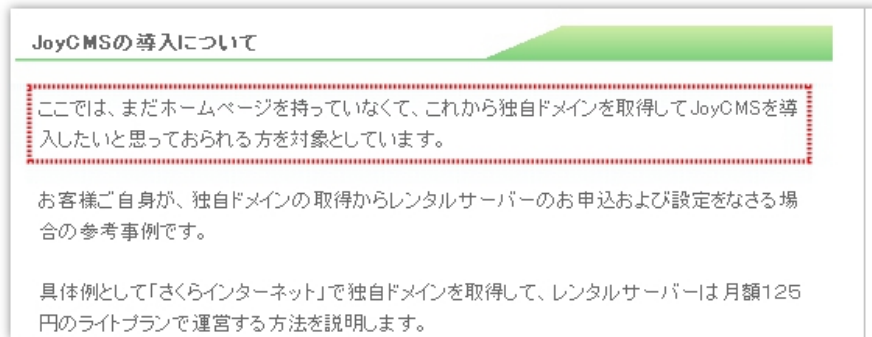 JoyCMSの導入について
ここでは、まだホームページを持っていなくて、これから独自ドメインを取得してJoyCMSを導
入したいと思っておられる方を対象としています。
お客様ご自身が、独自ドメインの取得からレンタルサーバーのお申込および設定をなさる場
合の参考事例です。
具体例として「さくらインターネット」で独自ドメインを取得して、レンタルサーバーは月額125
円のライトプランで運営する方法を説明します。